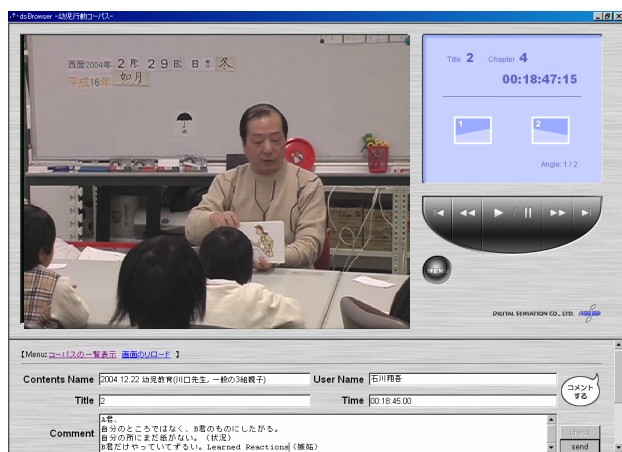 dsBrowser -幼児行動コーパス-
西暦2004年 2月 29日 日 冬
平成16年 如月
雨
Title 2 Chapter 4
00:18:47:15
1 2
Angle: 1 / 2
MENU
DIGITAL SENSATION CO., LTD.
【Menu: コーパスの一覧表示 画面のリロード 】
Contents Name 2004.12.22 幼児教育(川口先生，一般の3組親子) User Name 石川翔吾
コメントする
Title 2 Time 00:18:45:00
Comment
A君、
自分のところではなく、B君のものにしたがる。
自分の所にまだ紙がない。（状況）
B君だけやっていてずるい。Learned Reactions（嫉妬）
check
send